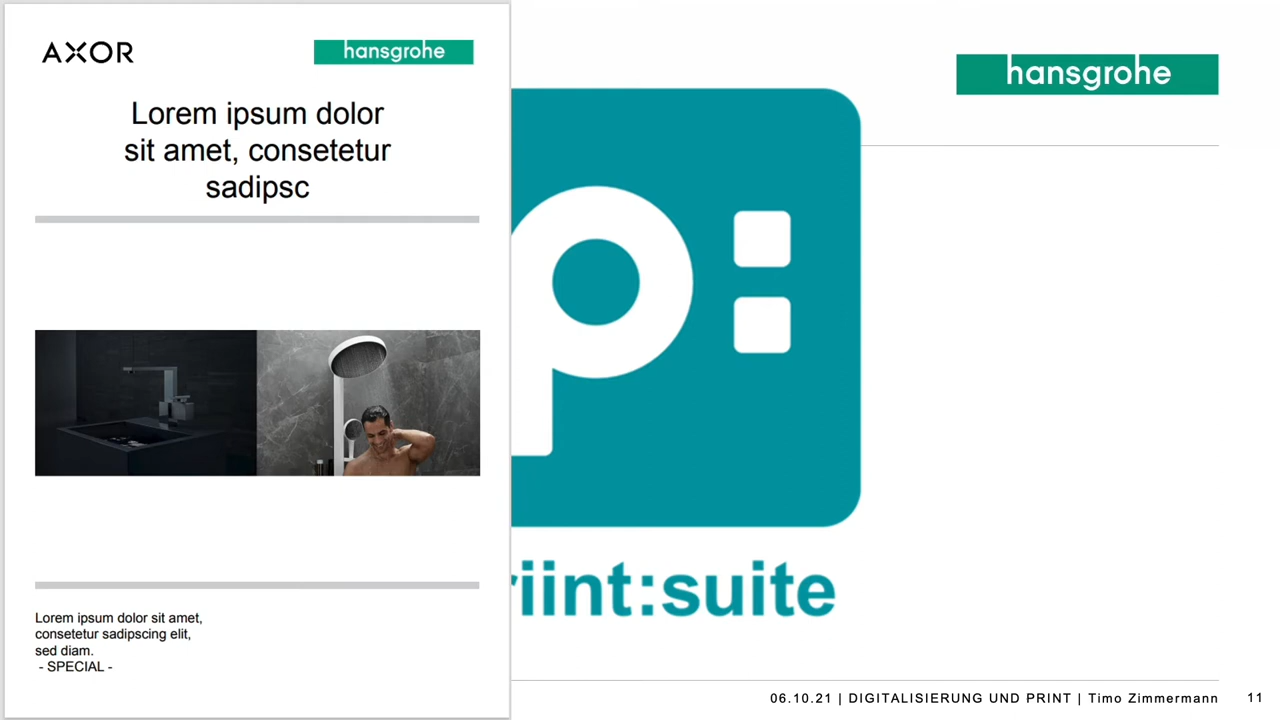 AXOR
hansgrohe
Lorem ipsum dolor
sit amet, consetetur
sadipsc
Lorem ipsum dolor sit amet,
consetetur sadipscing elit,
sed diam.
- SPECIAL -
hansgrohe
p:
riint:suite
06.10.21 | DIGITALISIERUNG UND PRINT | Timo Zimmermann
11